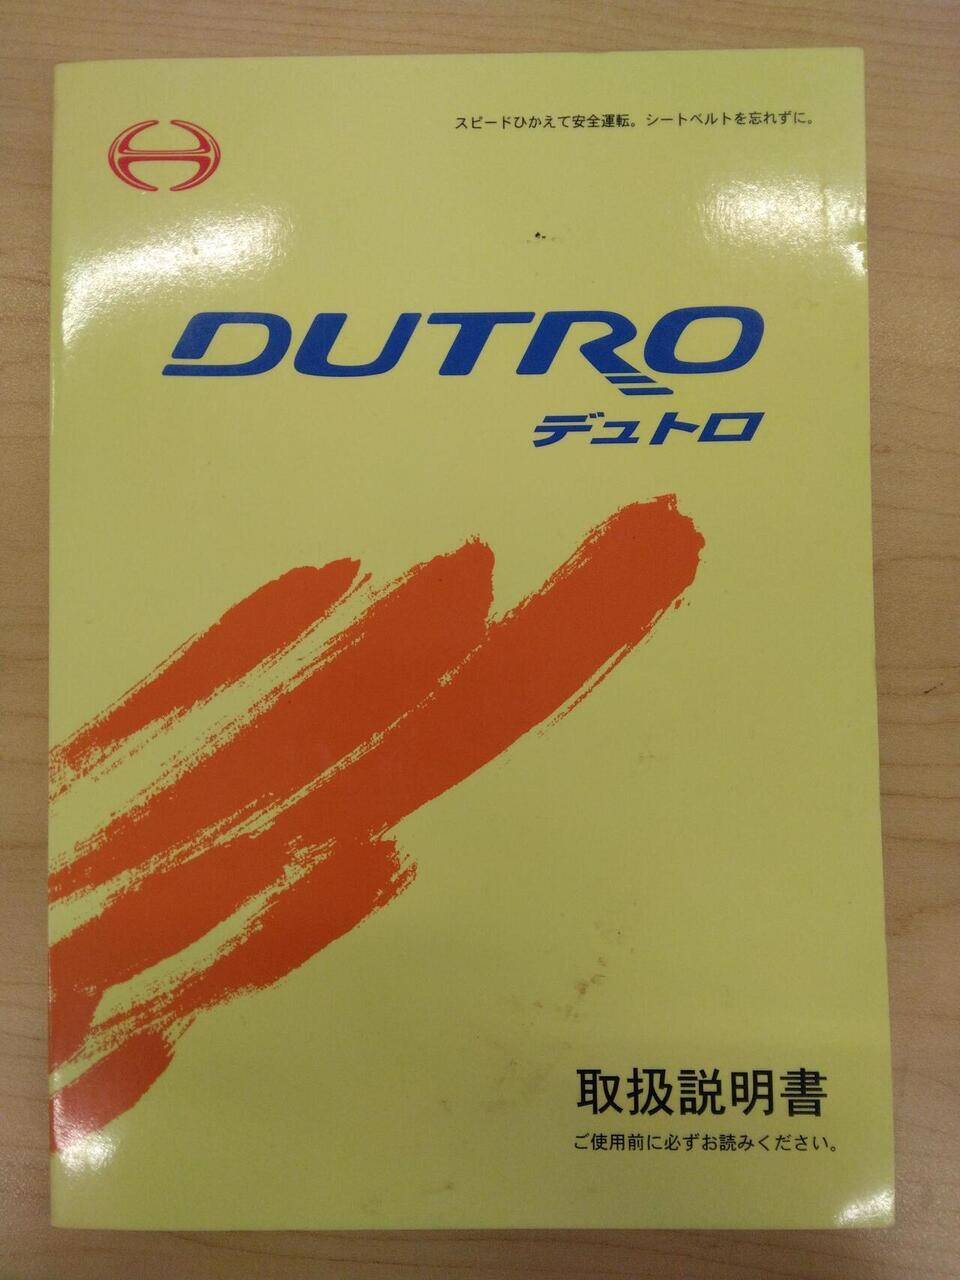 スピードひかえて安全運転。シートベルトを忘れずに。
DUTRO
デュトロ
取扱説明書
ご使用前に必ずお読みください。